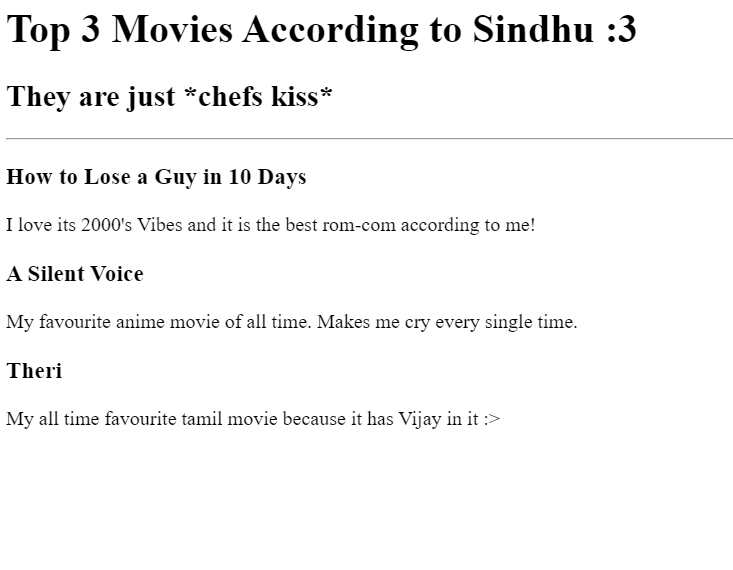 Top 3 Movies According to Sindhu :3
They are just *chefs kiss*
How to Lose a Guy in 10 Days
I love its 2000's Vibes and it is the best rom-com according to me!
A Silent Voice
My favourite anime movie of all time. Makes me cry every single time.
Theri
My all time favourite tamil movie because it has Vijay in it :>